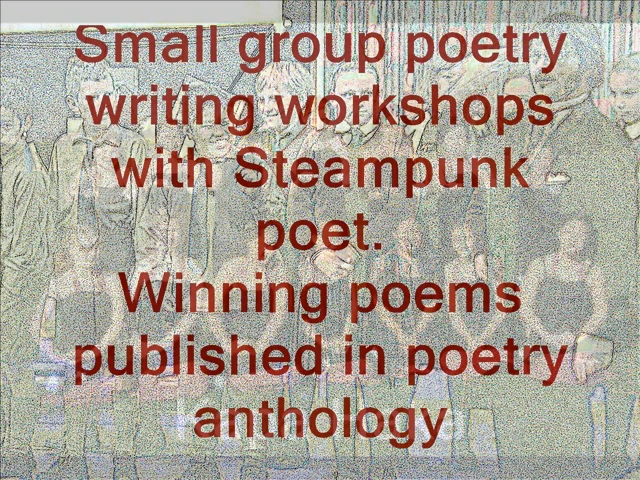 Small group poetry
writing workshops
with Steampunk
poet.
Winning poems
published in poetry
anthology